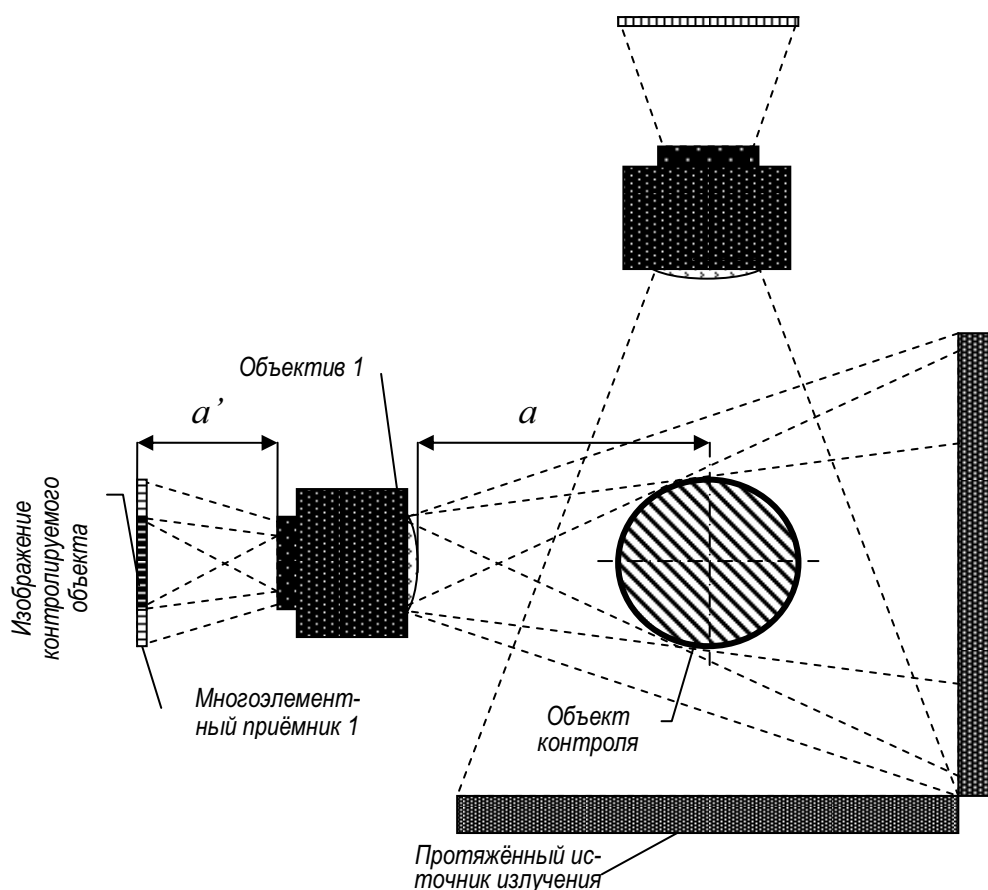 Объектив 1
a’
a
Изображение
контролируемого
объекта
Многоэлемент-
ный приёмник 1
Объект
контроля
Протяжённый ис-
точник излучения